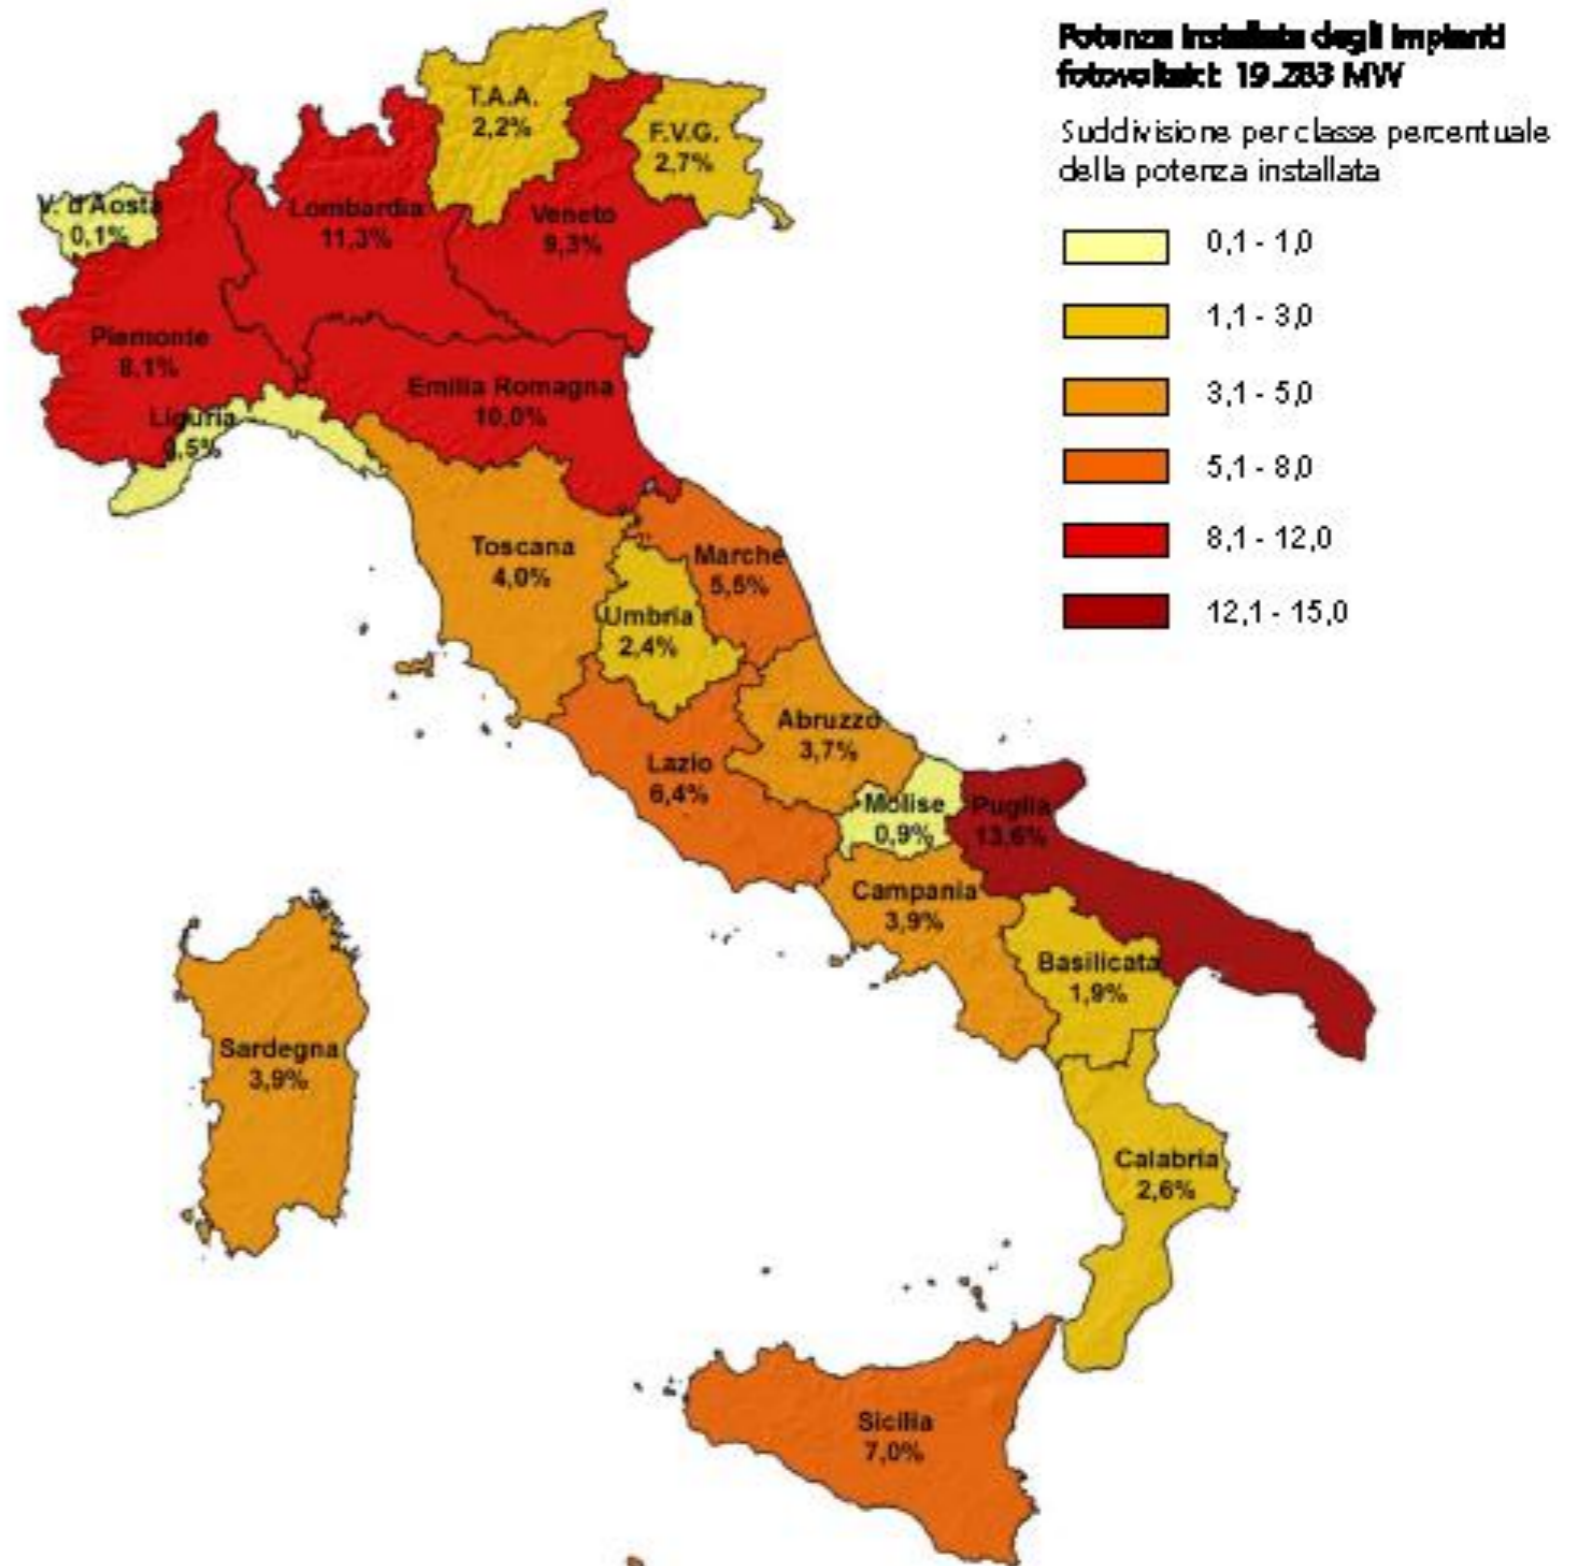 Potenza installata degli impianti
fotovoltaici: 19.283 MW
Suddivisione per classe percentuale
della potenza installata
0,1 - 1,0
1,1 - 3,0
3,1 - 5,0
5,1 - 8,0
8,1 - 12,0
12,1 - 15,0
T.A.A.
2,2%
F.V.G.
2,7%
V. d'Aosta
0,1%
Lombardia
11,3%
Veneto
9,3%
Piemonte
8,1%
Emilia Romagna
10,0%
Liguria
0,5%
Toscana
4,0%
Marche
5,5%
Umbria
2,4%
Abruzzo
3,7%
Lazio
6,4%
Molise
0,9%
Puglia
13,6%
Campania
3,9%
Basilicata
1,9%
Sardegna
3,9%
Calabria
2,6%
Sicilia
7,0%